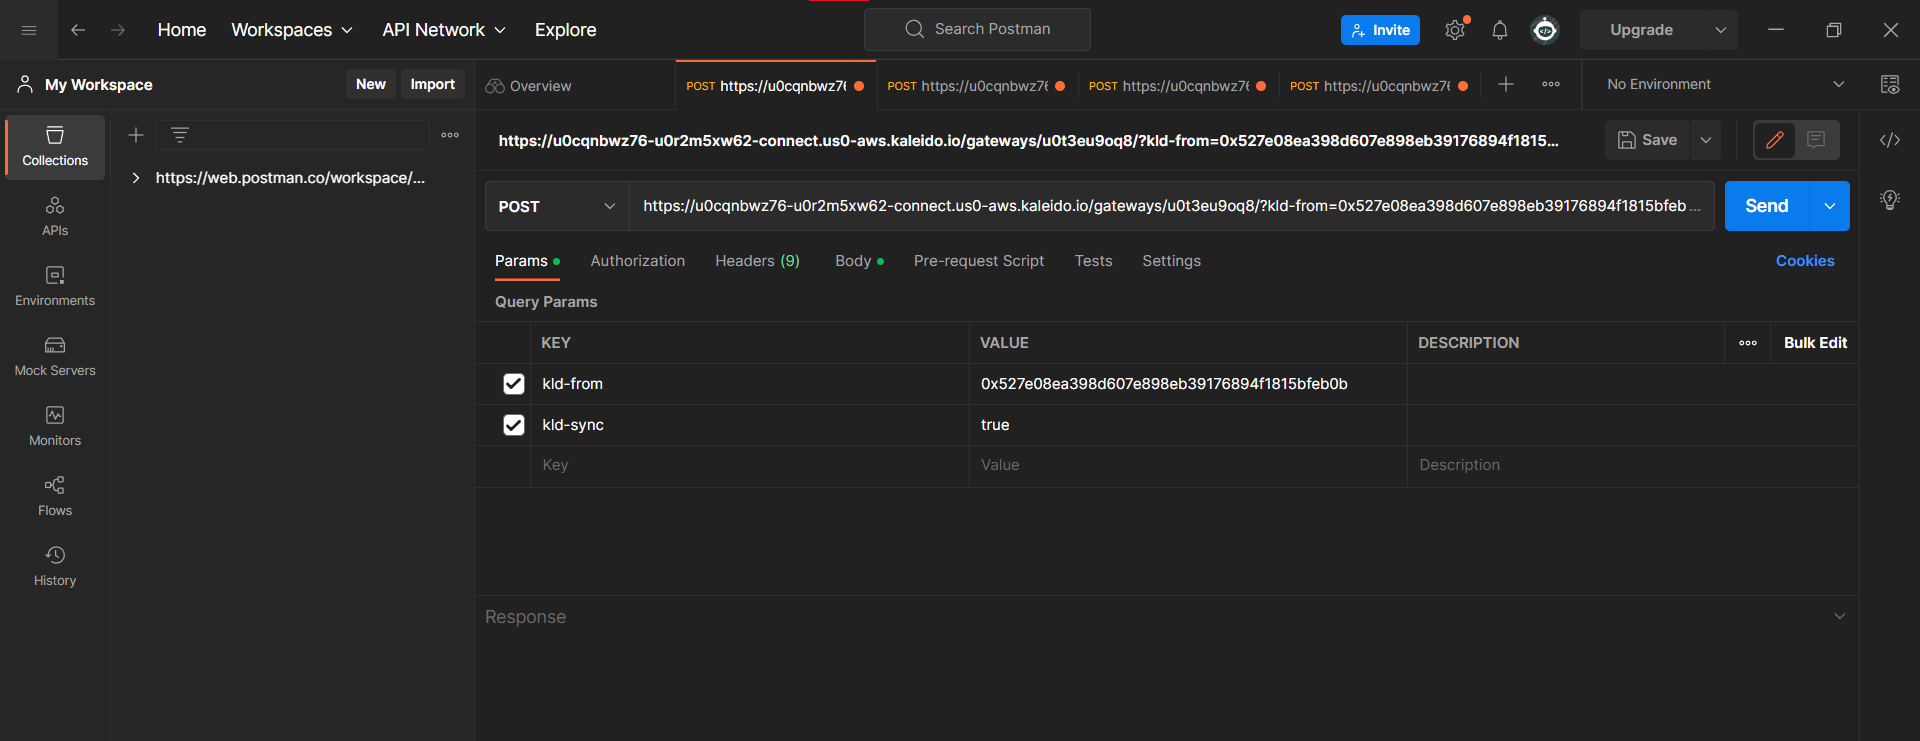 Home Workspaces API Network Explore Search Postman Invite Upgrade
My Workspace New Import Overview POST https://u0cqnbwz76 POST https://u0cqnbwz76 POST https://u0cqnbwz76 POST https://u0cqnbwz76 No Environment
Collections
APIs
Environments
Mock Servers
Monitors
Flows
History
https://web.postman.co/workspace/...
https://u0cqnbwz76-u0r2m5xw62-connect.us0-aws.kaleido.io/gateways/u0t3eu9oq8/?kld-from=0x527e08ea398d607e898eb39176894f1815... Save
POST https://u0cqnbwz76-u0r2m5xw62-connect.us0-aws.kaleido.io/gateways/u0t3eu9oq8/?kld-from=0x527e08ea398d607e898eb39176894f1815bfeb ... Send
Params Authorization Headers (9) Body Pre-request Script Tests Settings Cookies
Query Params
KEY VALUE DESCRIPTION Bulk Edit
kld-from 0x527e08ea398d607e898eb39176894f1815bfeb0b
kld-sync true
Key Value Description
Response